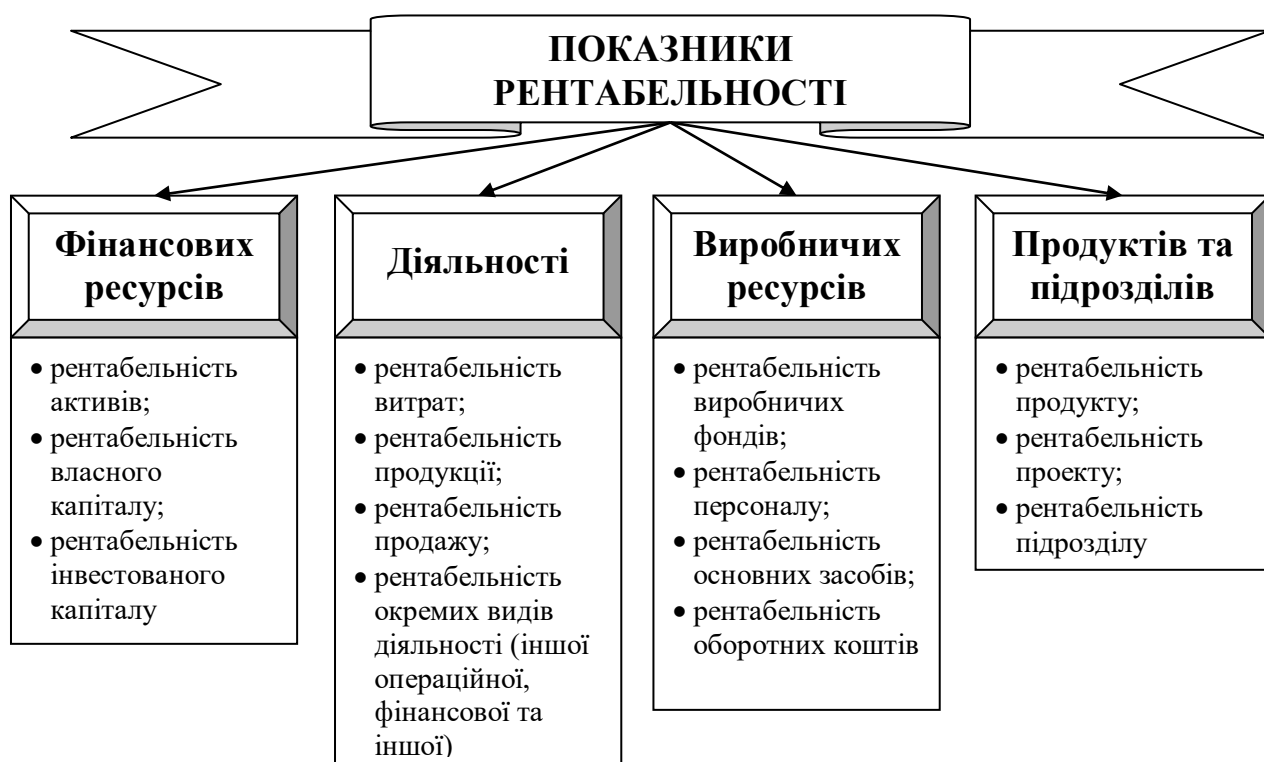 ПОКАЗНИКИ
РЕНТАБЕЛЬНОСТІ
Фінансових
ресурсів
• рентабельність
активів;
• рентабельність
власного
капіталу;
• рентабельність
інвестованого
капіталу
Діяльності
• рентабельність
витрат;
• рентабельність
продукції;
• рентабельність
продажу;
• рентабельність
окремих видів
діяльності (іншої
операційної,
фінансової та
іншої)
Виробничих
ресурсів
• рентабельність
виробничих
фондів;
• рентабельність
персоналу;
• рентабельність
основних засобів;
• рентабельність
оборотних коштів
Продуктів та
підрозділів
• рентабельність
продукту;
• рентабельність
проекту;
• рентабельність
підрозділу